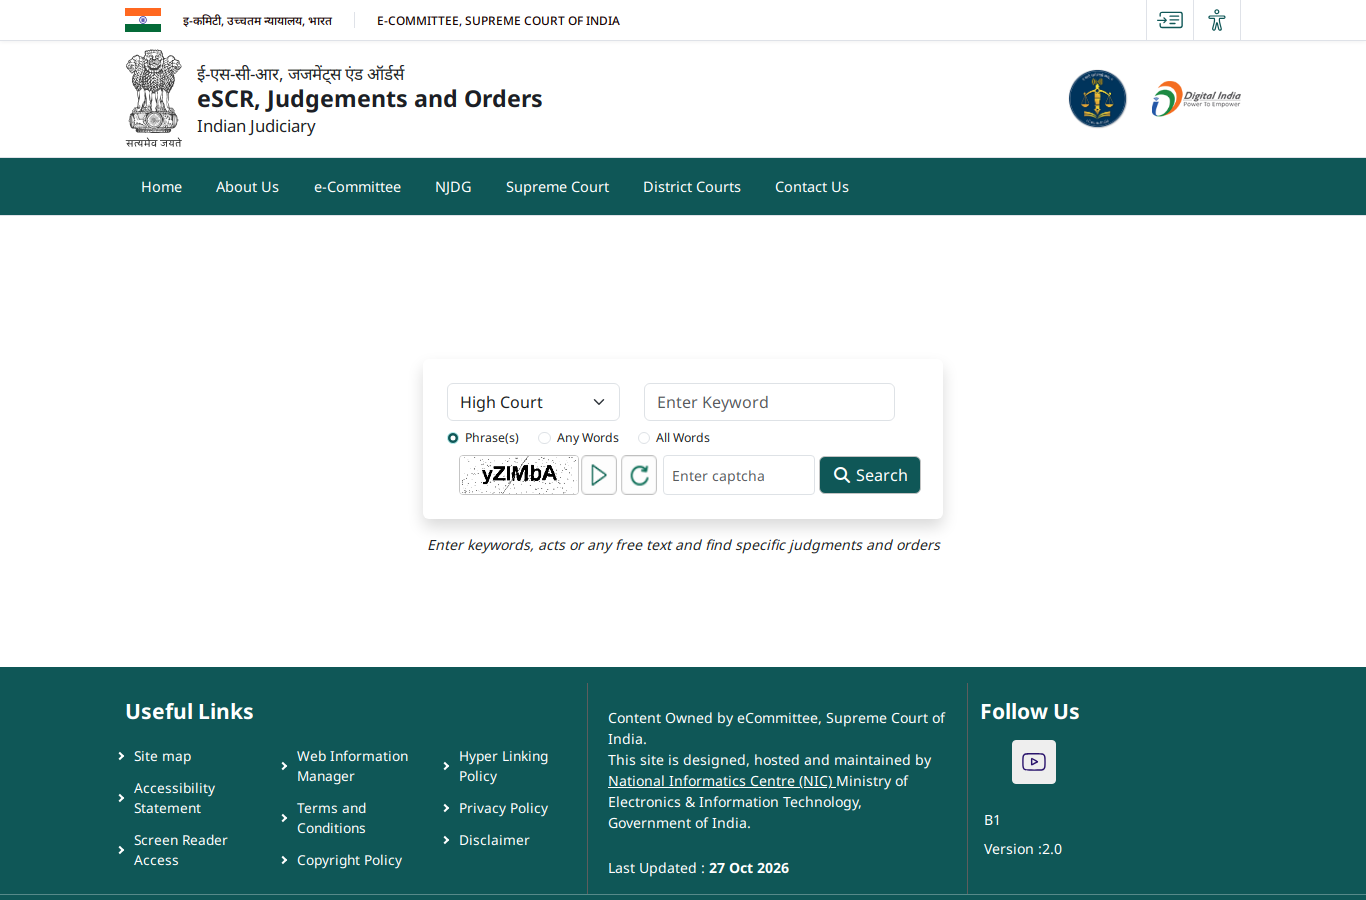 इ-कमिटी, उच्चतम न्यायालय, भारत
E-COMMITTEE, SUPREME COURT OF INDIA
सत्यमेव जयते
ई-एस-सी-आर, जजमेंट्स एंड ऑर्डर्स
eSCR, Judgements and Orders
Indian Judiciary
Digital India
Power To Empower
Home
About Us
e-Committee
NJDG
Supreme Court
District Courts
Contact Us
High Court
Enter Keyword
Phrase(s)
Any Words
All Words
yZIMbA
Enter captcha
Search
Enter keywords, acts or any free text and find specific judgments and orders
Useful Links
Site map
Accessibility
Statement
Screen Reader
Access
Web Information
Manager
Terms and
Conditions
Copyright Policy
Hyper Linking
Policy
Privacy Policy
Disclaimer
Content Owned by eCommittee, Supreme Court of
India.
This site is designed, hosted and maintained by
National Informatics Centre (NIC) Ministry of
Electronics & Information Technology,
Government of India.
Last Updated : 27 Oct 2026
Follow Us
B1
Version :2.0